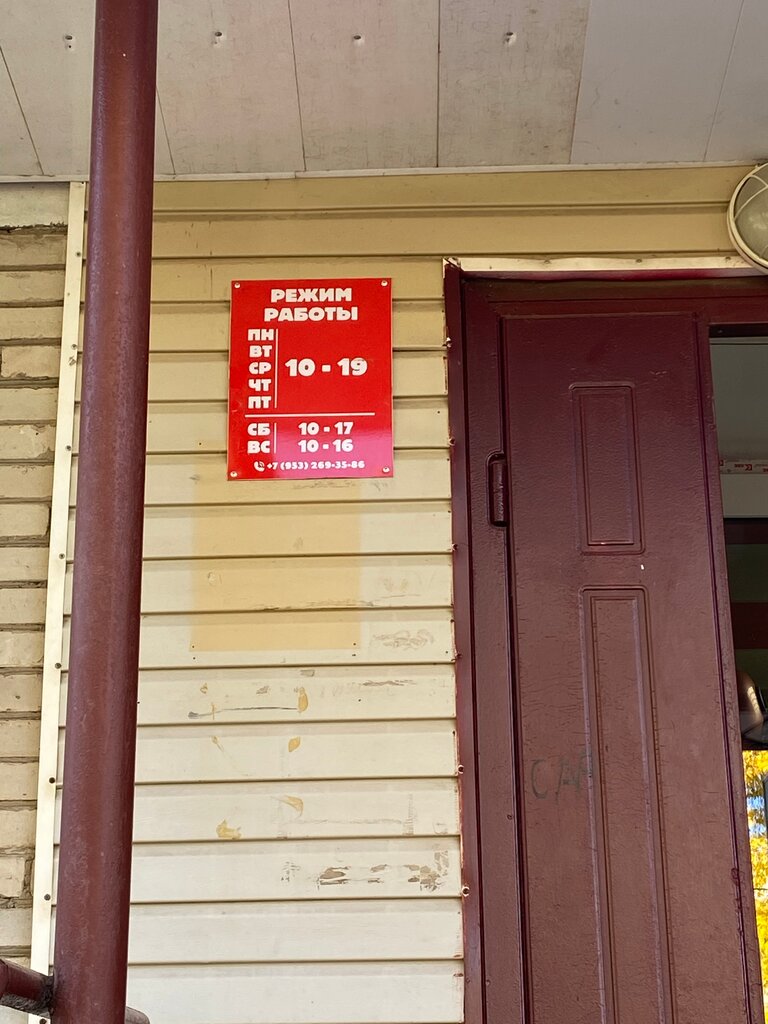 РЕЖИМ
РАБОТЫ
ПН
ВТ
СР 10 - 19
ЧТ
ПТ
СБ 10 - 17
ВС 10 - 16
+7 (953) 269-35-86